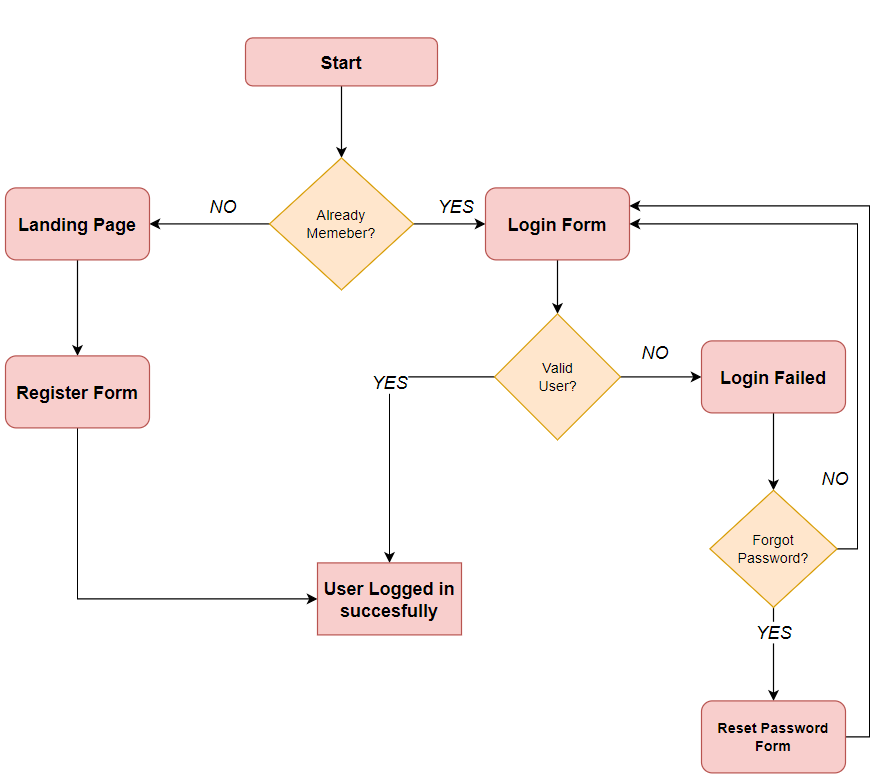 Start
Already
Memeber?
NO
YES
Landing Page
Login Form
Valid
User?
NO
YES
Login Failed
Register Form
NO
Forgot
Password?
User Logged in
succesfully
YES
Reset Password
Form